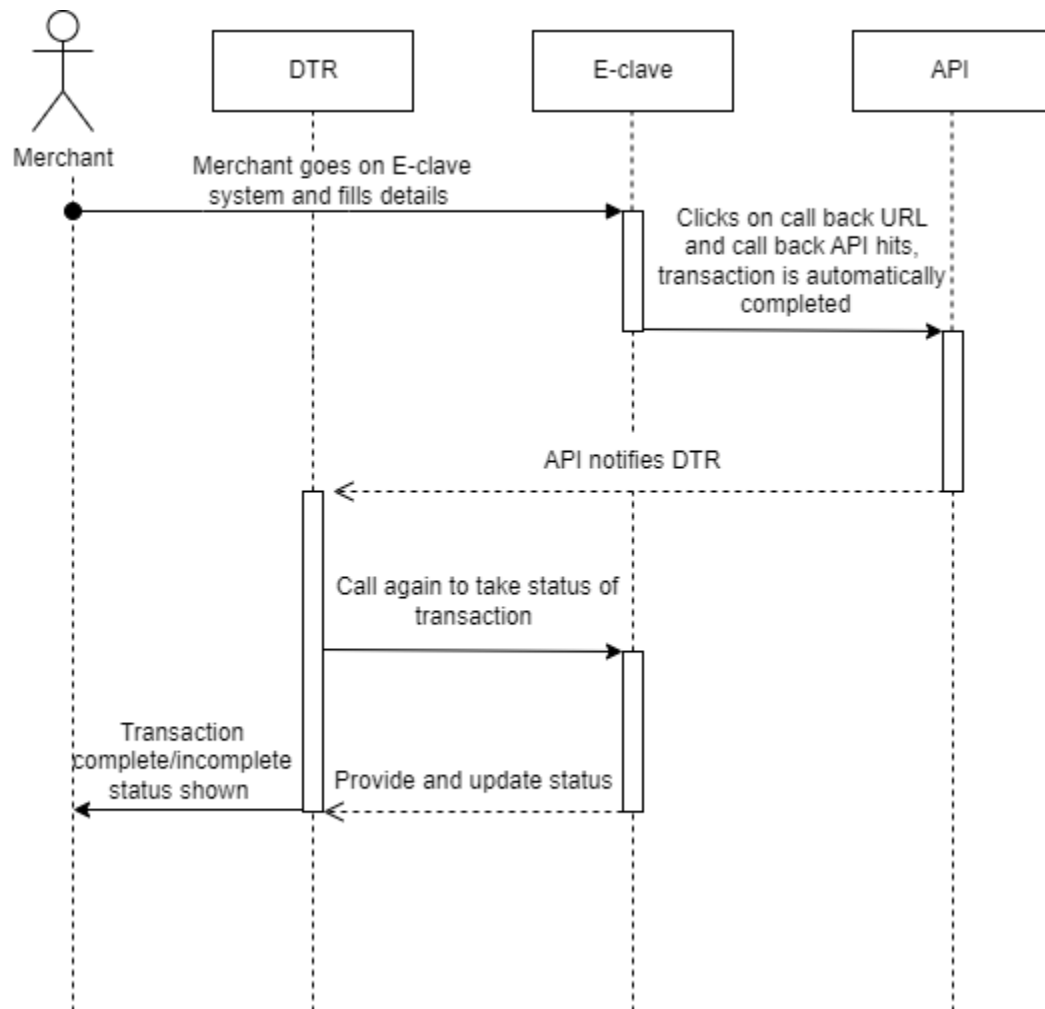 DTR
E-clave
API
Merchant
Merchant goes on E-clave
system and fills details
Clicks on call back URL
and call back API hits,
transaction is automatically
completed
API notifies DTR
Call again to take status of
transaction
Transaction
complete/incomplete
status shown
Provide and update status